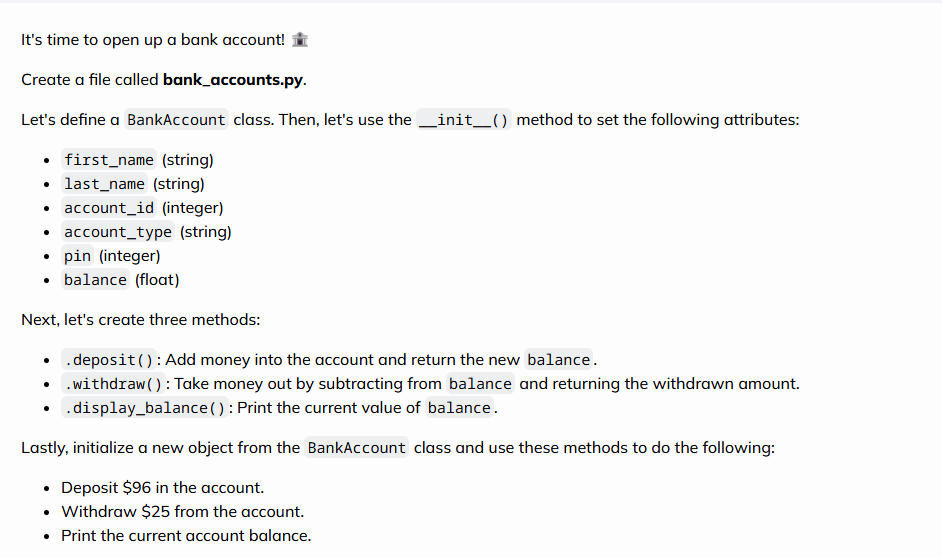 It's time to open up a bank account! 🏦
Create a file called bank_accounts.py.
Let's define a BankAccount class. Then, let's use the __init__() method to set the following attributes:
• first_name (string)
• last_name (string)
• account_id (integer)
• account_type (string)
• pin (integer)
• balance (float)
Next, let's create three methods:
• .deposit(): Add money into the account and return the new balance.
• .withdraw(): Take money out by subtracting from balance and returning the withdrawn amount.
• .display_balance(): Print the current value of balance.
Lastly, initialize a new object from the BankAccount class and use these methods to do the following:
• Deposit $96 in the account.
• Withdraw $25 from the account.
• Print the current account balance.